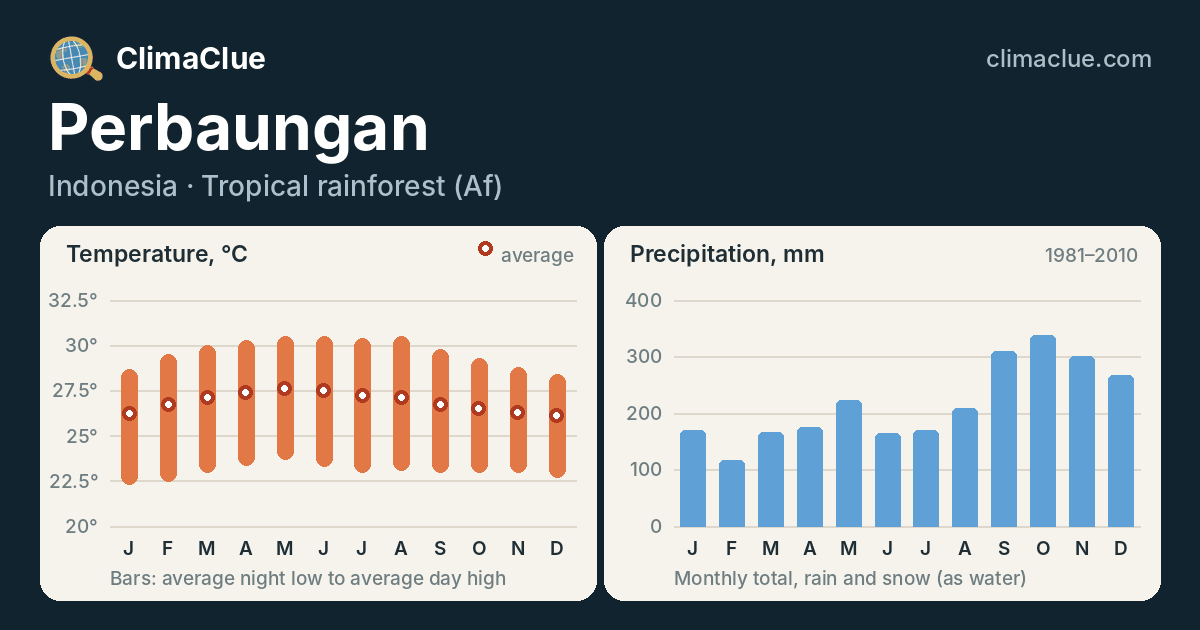 ClimaClue
climaclue.com
Perbaungan
Indonesia · Tropical rainforest (Af)
Temperature, °C
average
32.5°
30°
27.5°
25°
22.5°
20°
J F M A M J J A S O N D
Bars: average night low to average day high
Precipitation, mm
1981–2010
400
300
200
100
0
J F M A M J J A S O N D
Monthly total, rain and snow (as water)